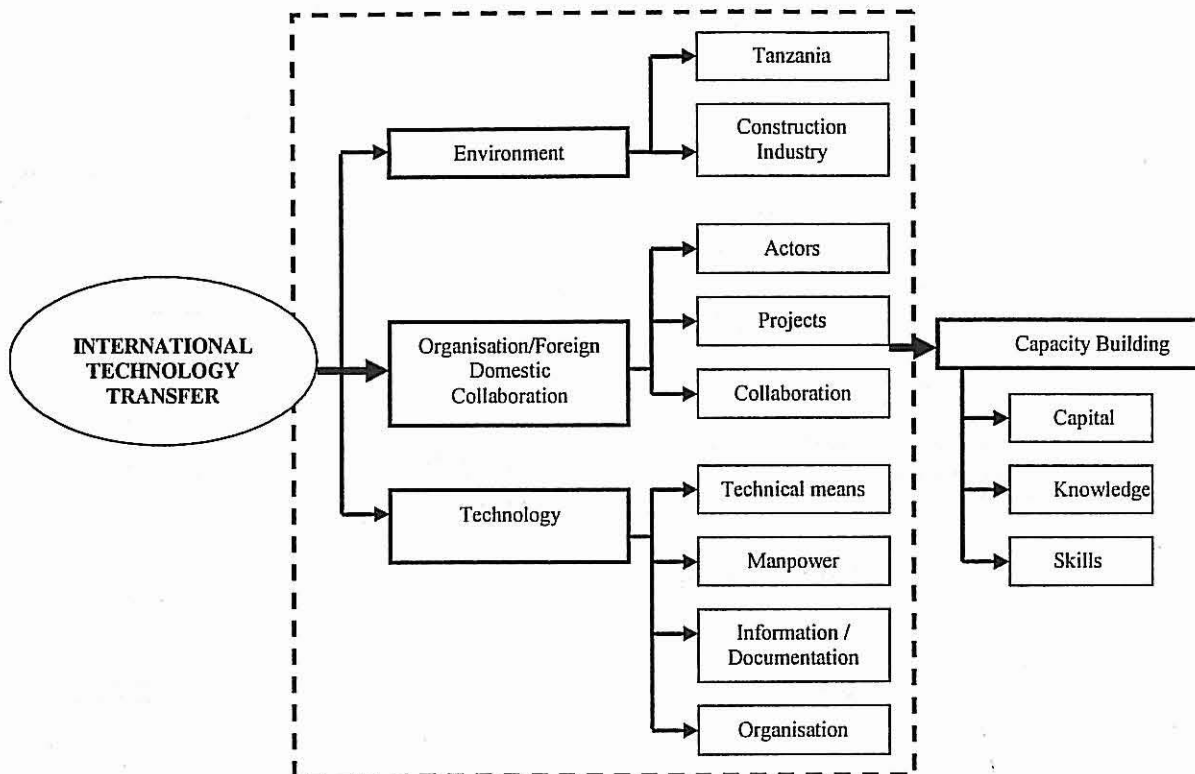 INTERNATIONAL
TECHNOLOGY
TRANSFER
Environment
Tanzania
Construction
Industry
Organisation/Foreign
Domestic
Collaboration
Actors
Projects
Collaboration
Technology
Technical means
Manpower
Information /
Documentation
Organisation
Capacity Building
Capital
Knowledge
Skills